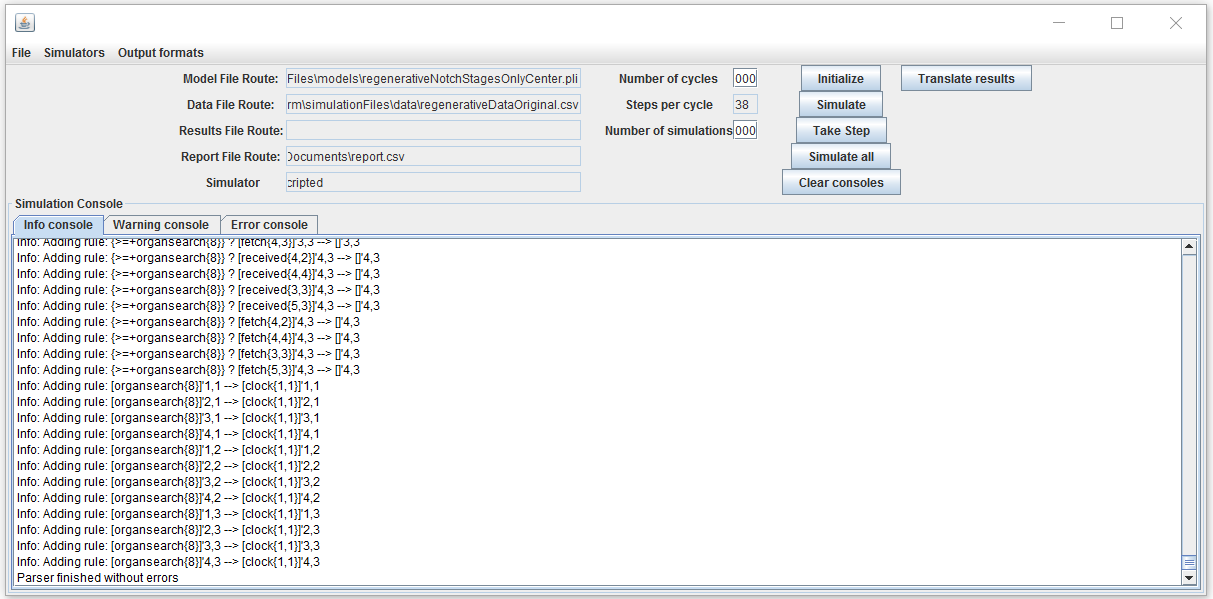 File Simulators Output formats
Model File Route: Files\models\regenerativeNotchStagesOnlyCenter.pli Number of cycles 000 Initialize Translate results
Data File Route: rm\simulationFiles\data\regenerativeDataOriginal.csv Steps per cycle 38 Simulate
Results File Route: Number of simulations 000 Take Step
Report File Route: Documents\report.csv Simulate all
Simulator cripted Clear consoles
Simulation Console
Info console Warning console Error console
Info: Adding rule: {>=+organsearch{8}} ? [fetch{4,3}]'3,3 --> []'3,3
Info: Adding rule: {>=+organsearch{8}} ? [received{4,2}]'4,3 --> []'4,3
Info: Adding rule: {>=+organsearch{8}} ? [received{4,4}]'4,3 --> []'4,3
Info: Adding rule: {>=+organsearch{8}} ? [received{3,3}]'4,3 --> []'4,3
Info: Adding rule: {>=+organsearch{8}} ? [received{5,3}]'4,3 --> []'4,3
Info: Adding rule: {>=+organsearch{8}} ? [fetch{4,2}]'4,3 --> []'4,3
Info: Adding rule: {>=+organsearch{8}} ? [fetch{4,4}]'4,3 --> []'4,3
Info: Adding rule: {>=+organsearch{8}} ? [fetch{3,3}]'4,3 --> []'4,3
Info: Adding rule: {>=+organsearch{8}} ? [fetch{5,3}]'4,3 --> []'4,3
Info: Adding rule: [organsearch{8}]'1,1 --> [clock{1,1}]'1,1
Info: Adding rule: [organsearch{8}]'2,1 --> [clock{1,1}]'2,1
Info: Adding rule: [organsearch{8}]'3,1 --> [clock{1,1}]'3,1
Info: Adding rule: [organsearch{8}]'4,1 --> [clock{1,1}]'4,1
Info: Adding rule: [organsearch{8}]'1,2 --> [clock{1,1}]'1,2
Info: Adding rule: [organsearch{8}]'2,2 --> [clock{1,1}]'2,2
Info: Adding rule: [organsearch{8}]'3,2 --> [clock{1,1}]'3,2
Info: Adding rule: [organsearch{8}]'4,2 --> [clock{1,1}]'4,2
Info: Adding rule: [organsearch{8}]'1,3 --> [clock{1,1}]'1,3
Info: Adding rule: [organsearch{8}]'2,3 --> [clock{1,1}]'2,3
Info: Adding rule: [organsearch{8}]'3,3 --> [clock{1,1}]'3,3
Info: Adding rule: [organsearch{8}]'4,3 --> [clock{1,1}]'4,3
Parser finished without errors